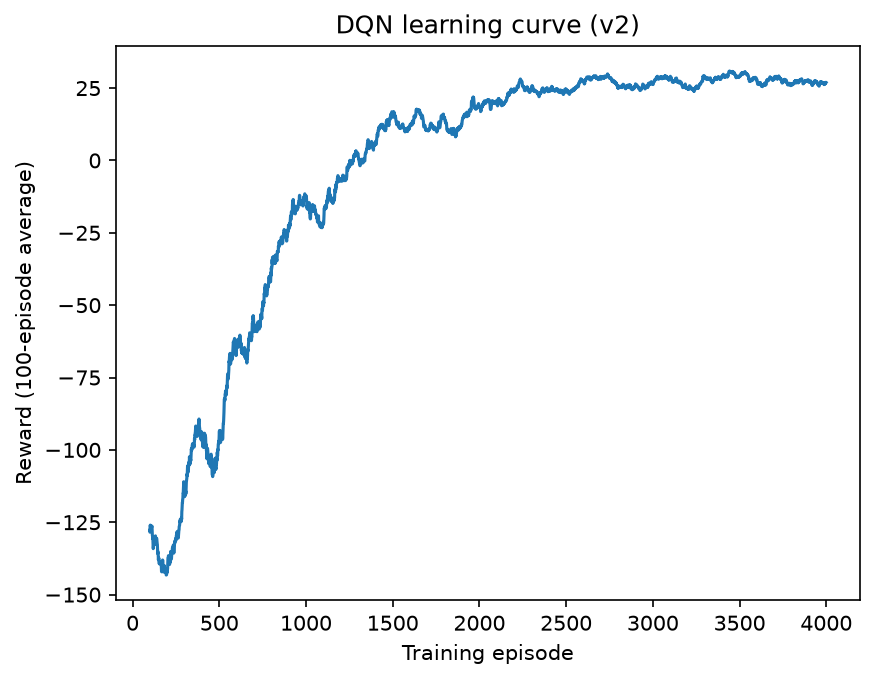 DQN learning curve (v2)
Reward (100-episode average)
25
0
−25
−50
−75
−100
−125
−150
0 500 1000 1500 2000 2500 3000 3500 4000
Training episode